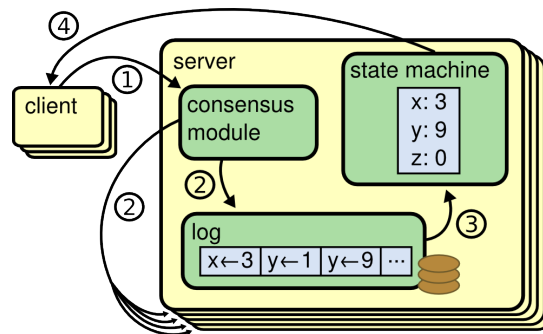 ④
①
server
state machine
client
consensus
module
x: 3
y: 9
z: 0
②
②
③
log
x←3 y←1 y←9 ...